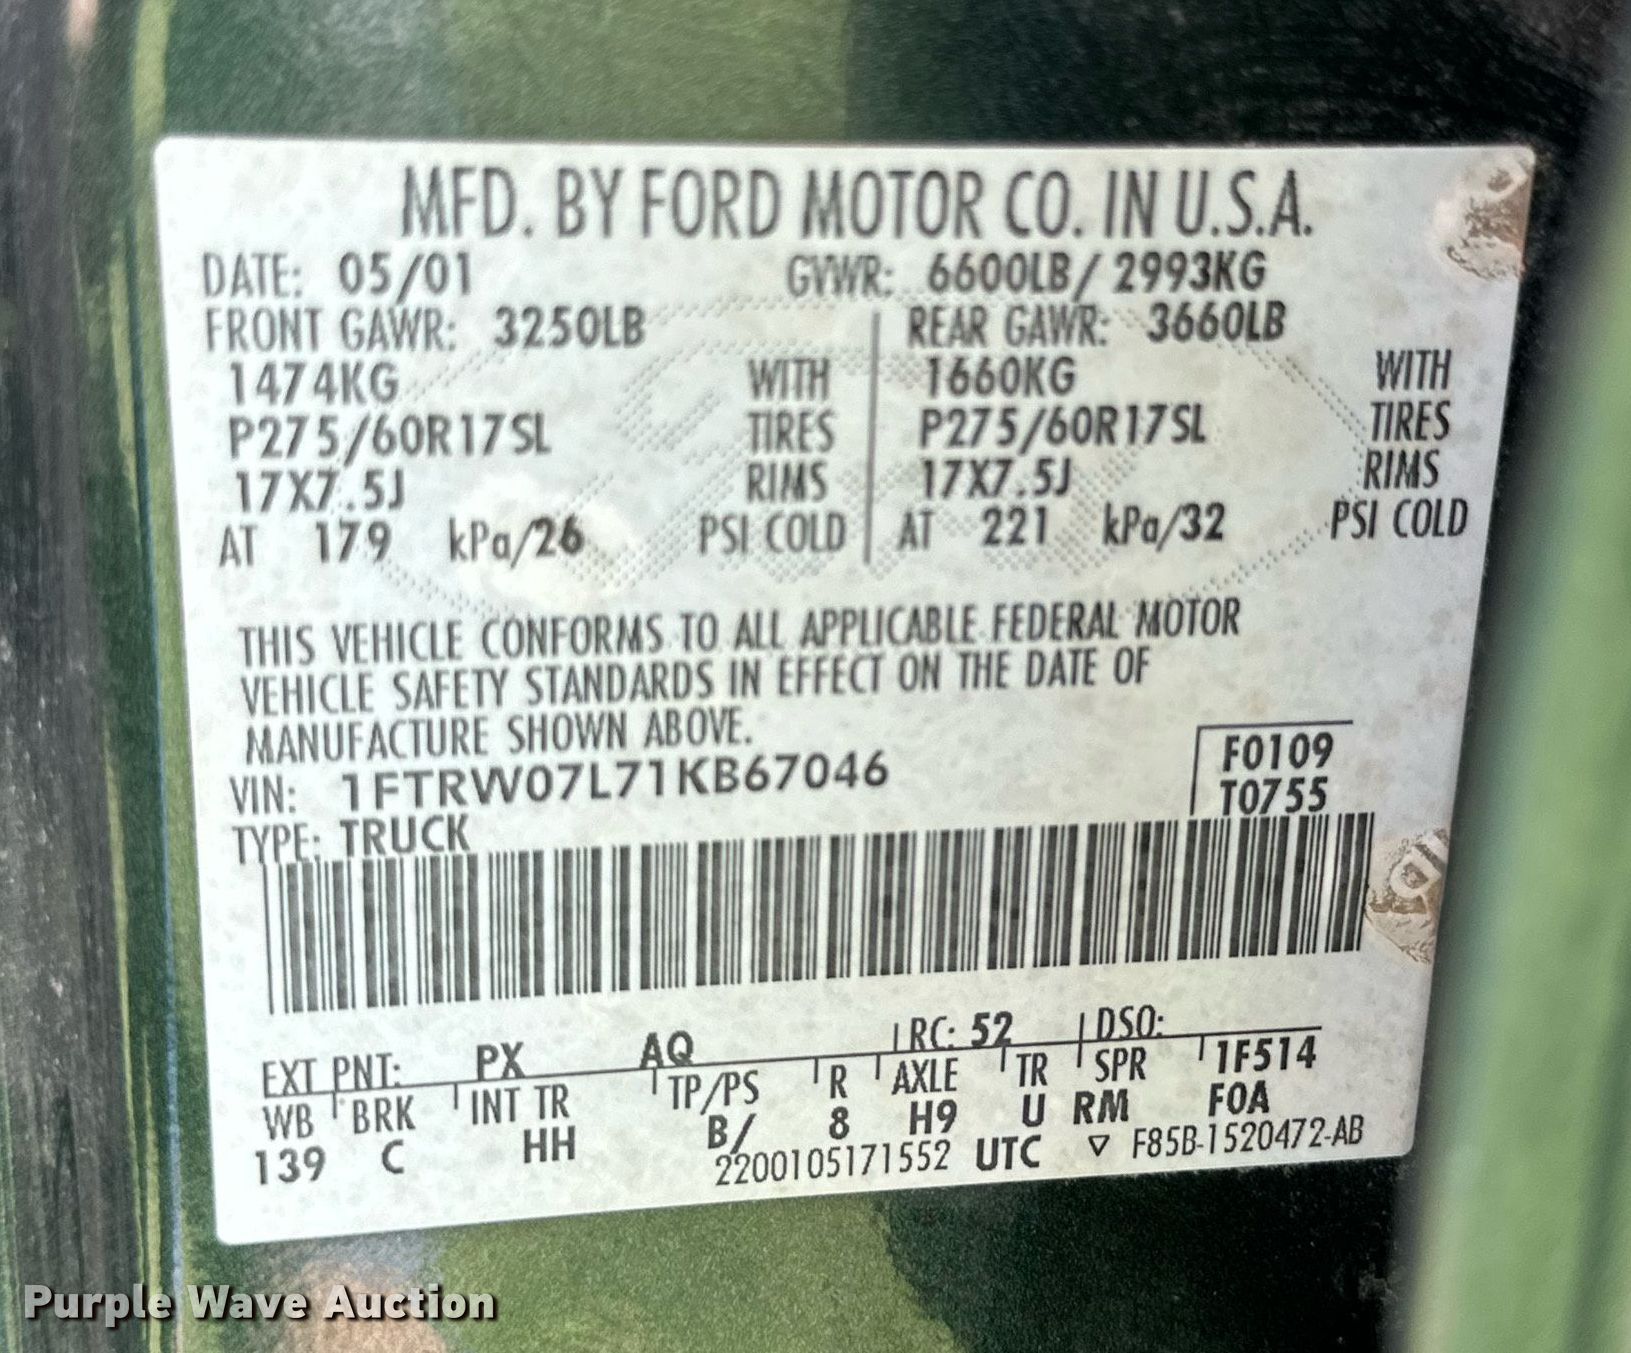 MFD. BY FORD MOTOR CO. IN U.S.A.
DATE: 05/01 GVWR: 6600LB/ 2993KG
FRONT GAWR: 3250LB REAR GAWR: 3660LB
1474KG WITH 1660KG WITH
P275/60R17SL TIRES P275/60R17SL TIRES
17X7.5J RIMS 17X7.5J RIMS
AT 179 kPa/26 PSI COLD AT 221 kPa/32 PSI COLD
THIS VEHICLE CONFORMS TO ALL APPLICABLE FEDERAL MOTOR
VEHICLE SAFETY STANDARDS IN EFFECT ON THE DATE OF
MANUFACTURE SHOWN ABOVE.
VIN: 1FTRW07L71KB67046 F0109
TYPE: TRUCK T0755
EXT PNT: PX AQ RC: 52 DSO:
WB BRK INT TR TP/PS R AXLE TR SPR 1F514
139 C HH B/ 8 H9 U RM F0A
2200105171552 UTC ▽ F85B-1520472-AB
Purple Wave Auction